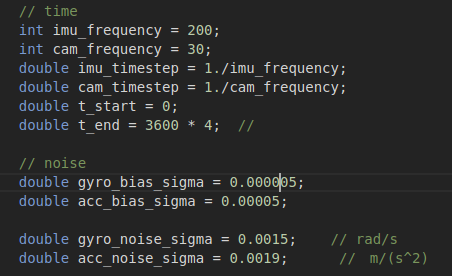 // time
int imu_frequency = 200;
int cam_frequency = 30;
double imu_timestep = 1./imu_frequency;
double cam_timestep = 1./cam_frequency;
double t_start = 0;
double t_end = 3600 * 4;  //
// noise
double gyro_bias_sigma = 0.000005;
double acc_bias_sigma = 0.00005;
double gyro_noise_sigma = 0.0015;    // rad/s
double acc_noise_sigma = 0.0019;      //  m/(s^2)